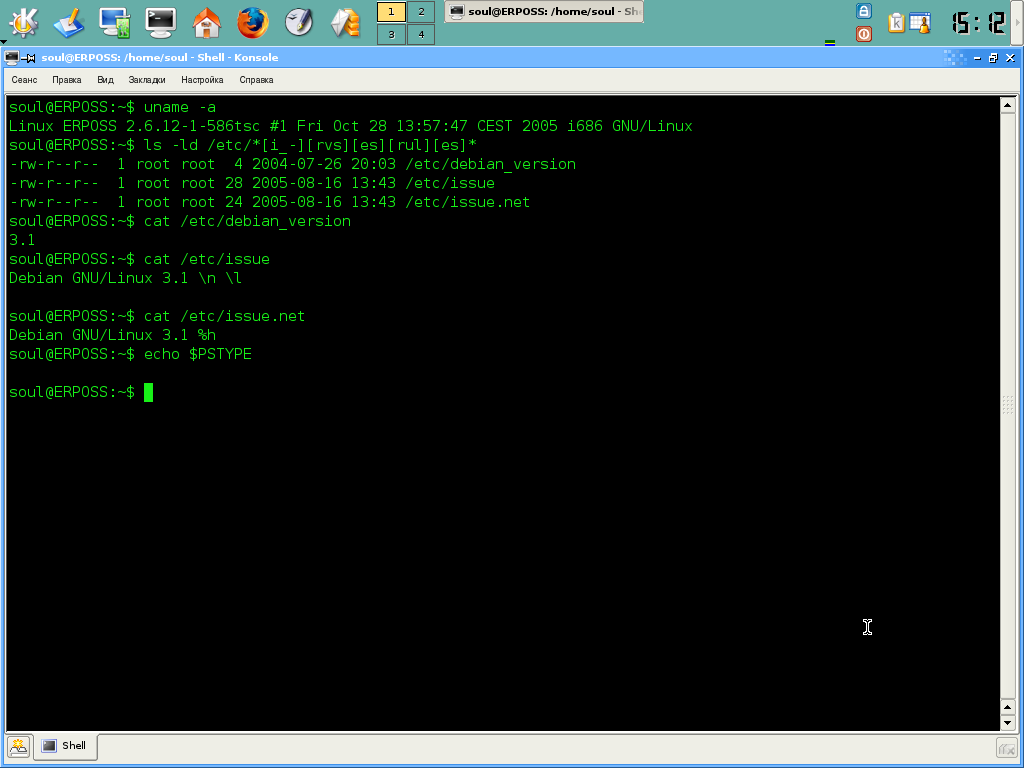 1 2
3 4
soul@ERPOSS: /home/soul - Sh
15:12
soul@ERPOSS: /home/soul - Shell - Konsole
Сеанс Правка Вид Закладки Настройка Справка
soul@ERPOSS:~$ uname -a
Linux ERPOSS 2.6.12-1-586tsc #1 Fri Oct 28 13:57:47 CEST 2005 i686 GNU/Linux
soul@ERPOSS:~$ ls -ld /etc/*[i_-][rvs][es][rul][es]*
-rw-r--r--  1 root root  4 2004-07-26 20:03 /etc/debian_version
-rw-r--r--  1 root root 28 2005-08-16 13:43 /etc/issue
-rw-r--r--  1 root root 24 2005-08-16 13:43 /etc/issue.net
soul@ERPOSS:~$ cat /etc/debian_version
3.1
soul@ERPOSS:~$ cat /etc/issue
Debian GNU/Linux 3.1 \n \l
soul@ERPOSS:~$ cat /etc/issue.net
Debian GNU/Linux 3.1 %h
soul@ERPOSS:~$ echo $PSTYPE
soul@ERPOSS:~$
Shell